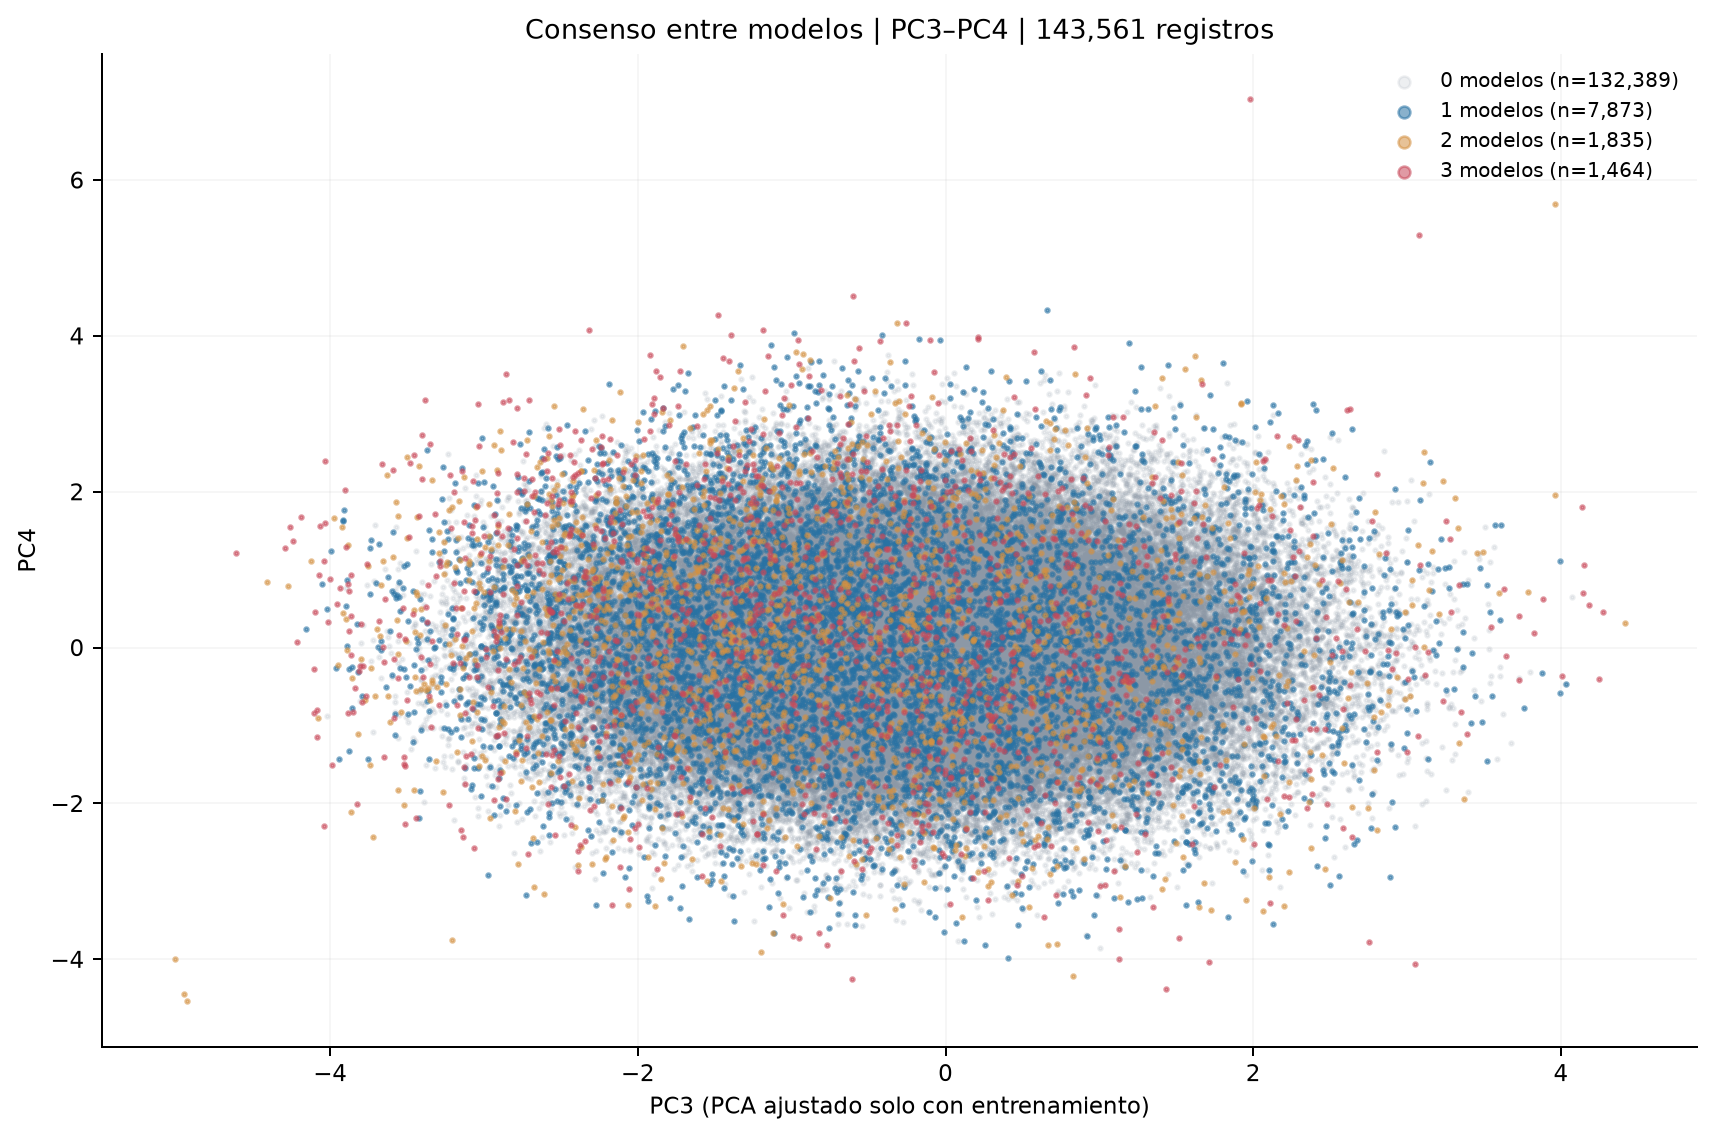 Consenso entre modelos | PC3–PC4 | 143,561 registros
0 modelos (n=132,389)
1 modelos (n=7,873)
2 modelos (n=1,835)
3 modelos (n=1,464)
PC4
6
4
2
0
−2
−4
−4
−2
0
2
4
PC3 (PCA ajustado solo con entrenamiento)